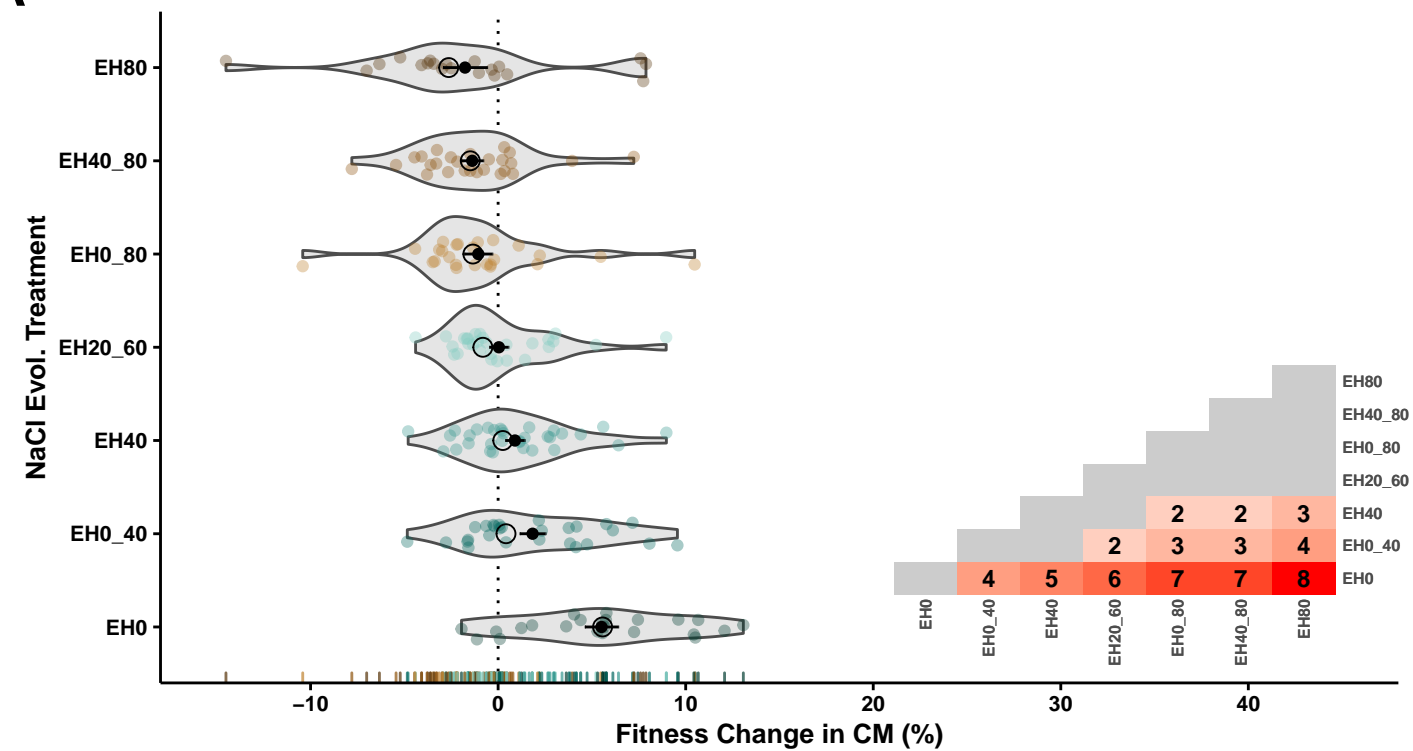 EH80
EH40_80
EH0_80
EH20_60
EH40
EH0_40
EH0
NaCl Evol. Treatment
−10 0 10 20 30 40
Fitness Change in CM (%)
EH80
EH40_80
EH0_80
EH20_60
2 2 3 EH40
2 3 3 4 EH0_40
4 5 6 7 7 8 EH0
EH0 EH0_40 EH40 EH20_60 EH0_80 EH40_80 EH80